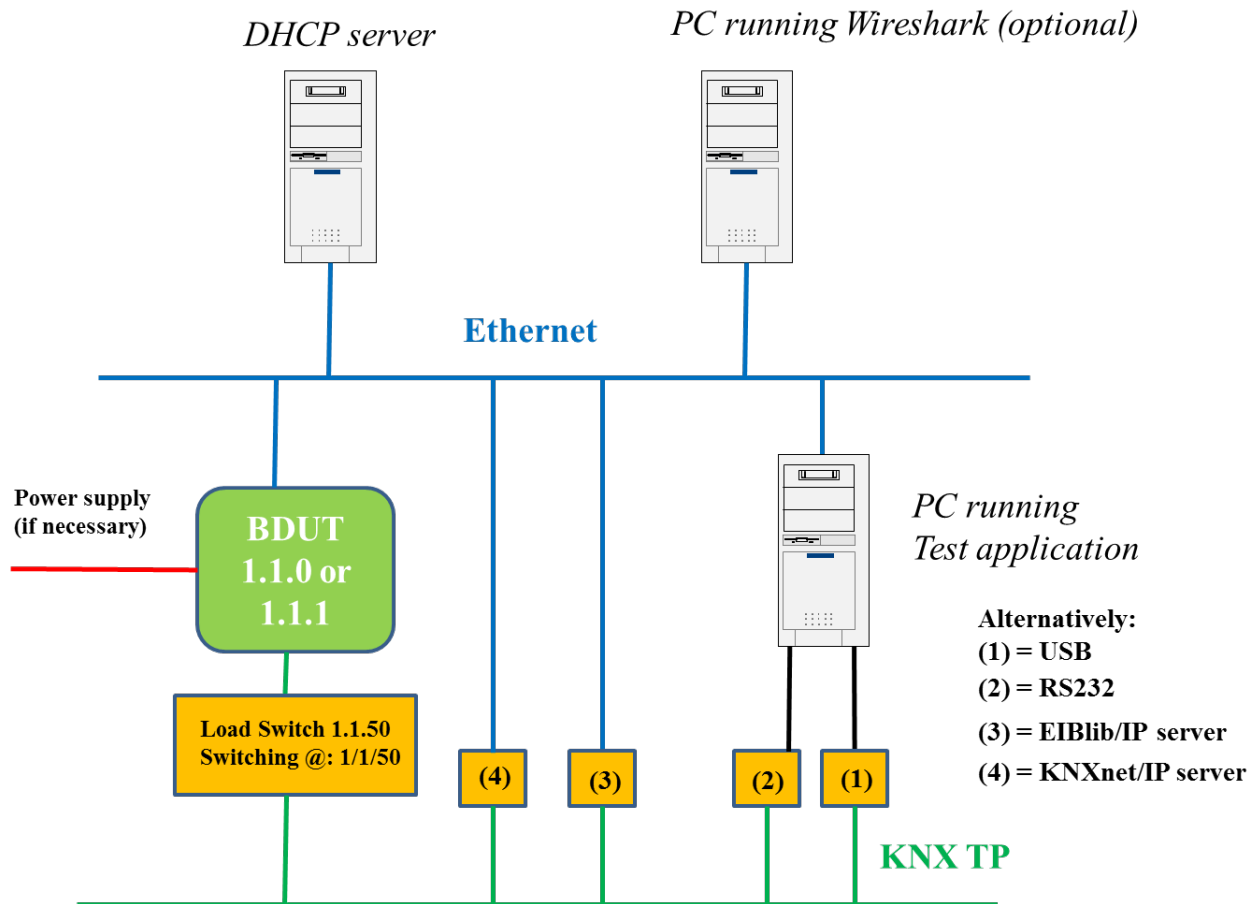 DHCP server
PC running Wireshark (optional)
Ethernet
Power supply
(if necessary)
BDUT
1.1.0 or
1.1.1
PC running
Test application
Alternatively:
(1) = USB
(2) = RS232
(3) = EIBlib/IP server
(4) = KNXnet/IP server
Load Switch 1.1.50
Switching @: 1/1/50
(4)
(3)
(2)
(1)
KNX TP